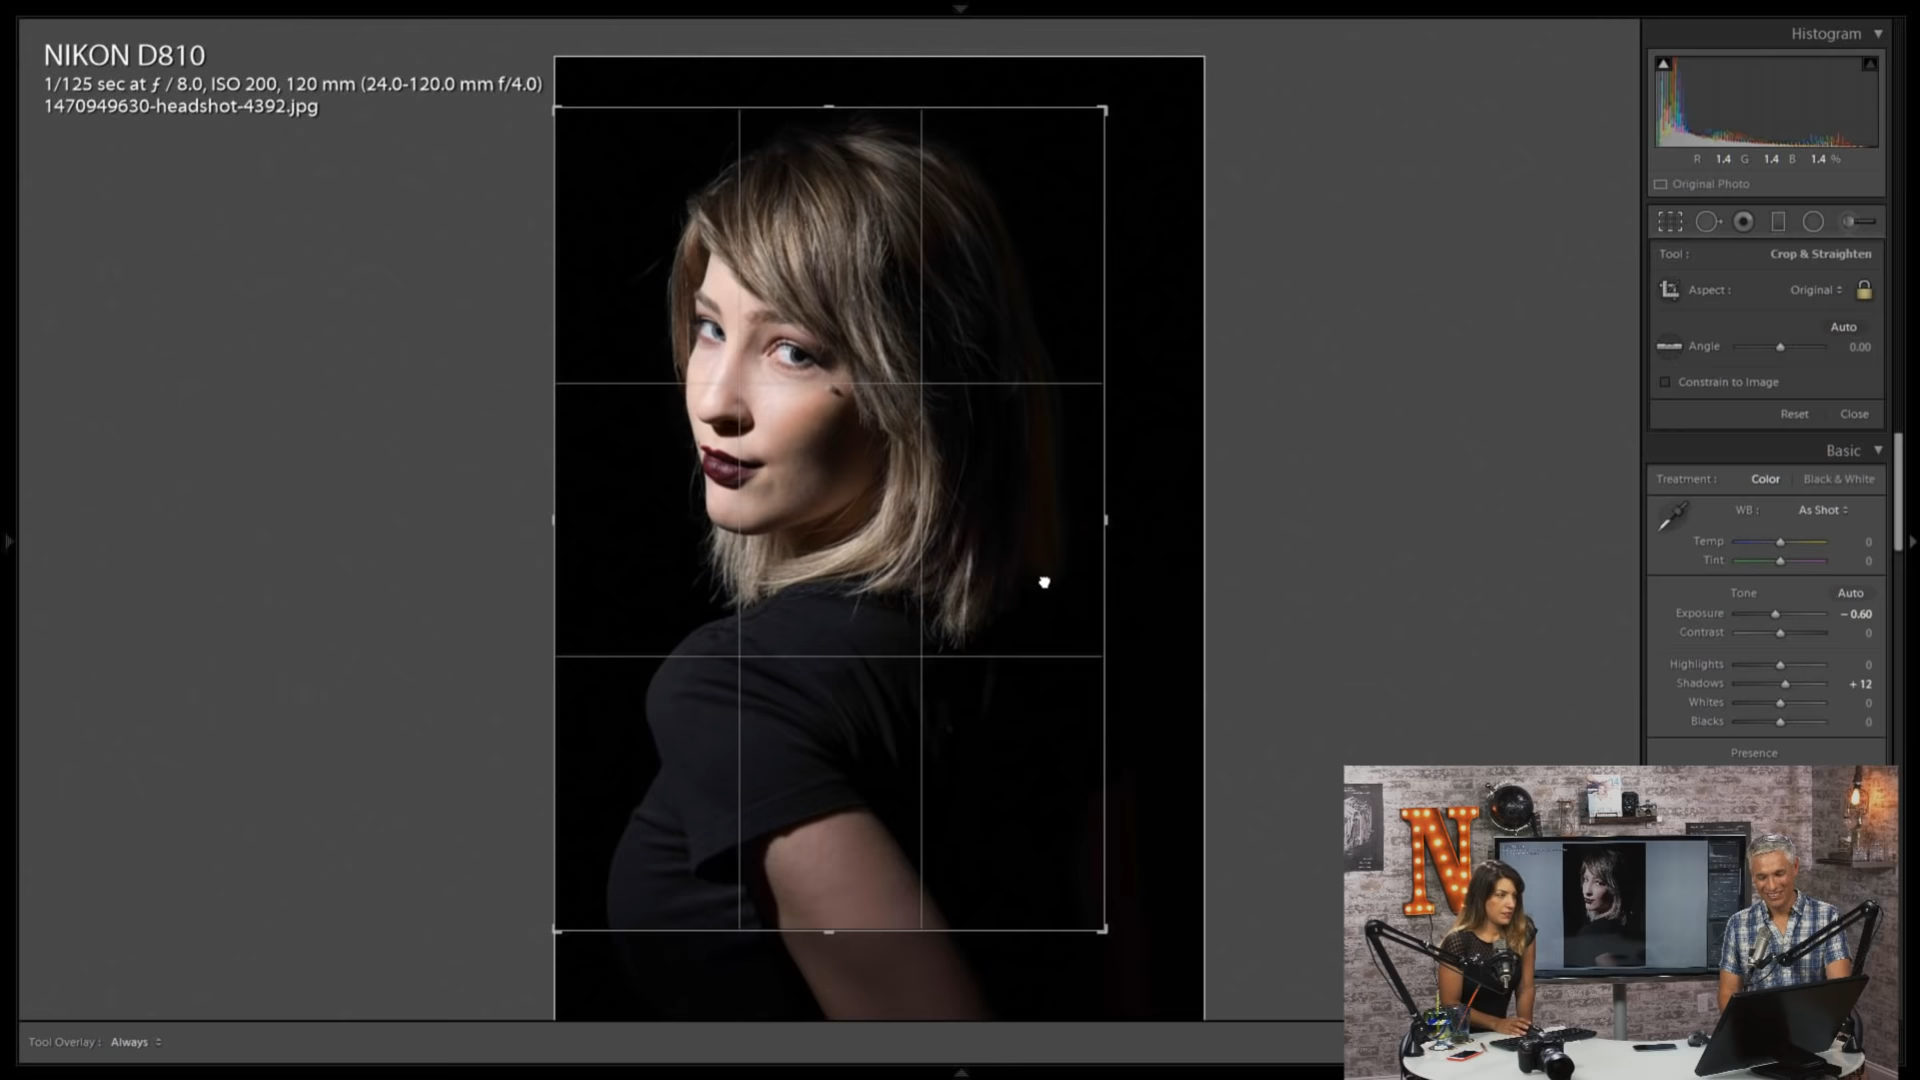 NIKON D810
1/125 sec at ƒ / 8.0, ISO 200, 120 mm (24.0-120.0 mm f/4.0)
1470949630-headshot-4392.jpg
Histogram
R 1.4 G 1.4 B 1.4 %
Original Photo
Tool : Crop & Straighten
Aspect : Original
Auto
Angle 0.00
Constrain to Image
Reset Close
Basic
Treatment : Color Black & White
WB : As Shot
Temp 0
Tint 0
Tone Auto
Exposure – 0.60
Contrast 0
Highlights 0
Shadows + 12
Whites 0
Blacks 0
Presence
N
Tool Overlay : Always